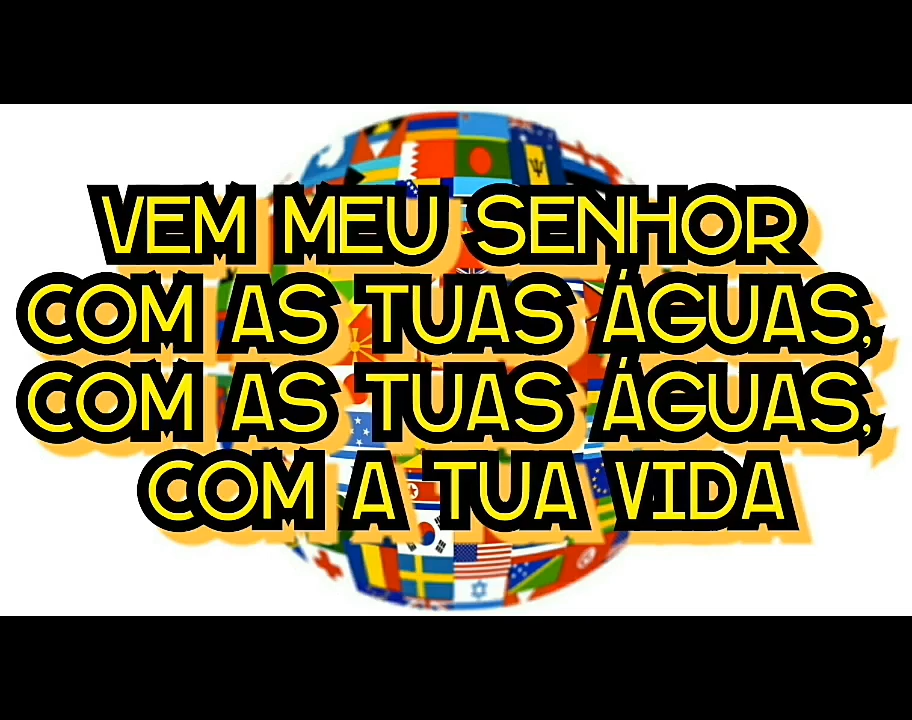 VEM MEU SENHOR
COM AS TUAS ÁGUAS,
COM AS TUAS ÁGUAS,
COM A TUA VIDA